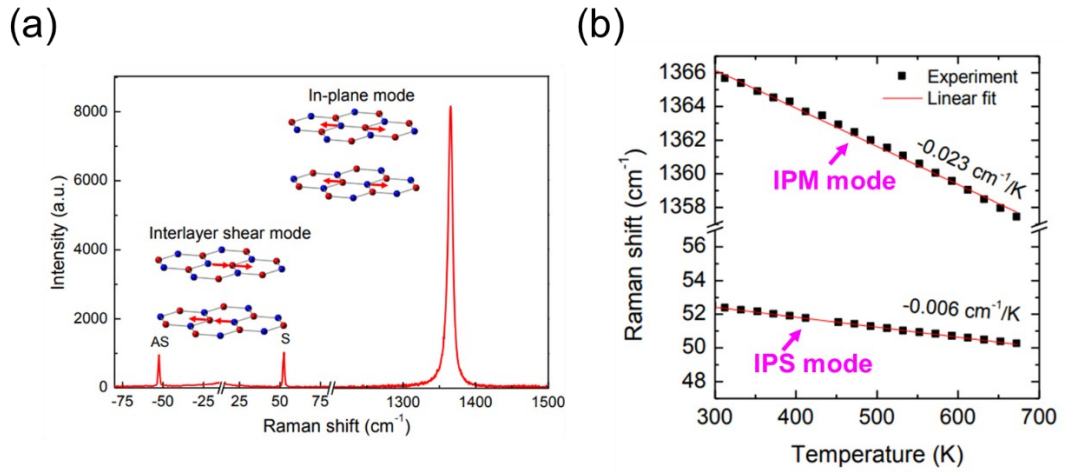 (a)
8000
6000
4000
2000
0
Intensity (a.u.)
In-plane mode
Interlayer shear mode
AS
S
-75 -50 -25 25 50 75 1300 1400 1500
Raman shift (cm-1)
(b)
1366
1364
1362
1360
1358
52
50
48
Raman shift (cm-1)
Experiment
Linear fit
-0.023 cm-1/K
IPM mode
-0.006 cm-1/K
IPS mode
300 400 500 600 700
Temperature (K)